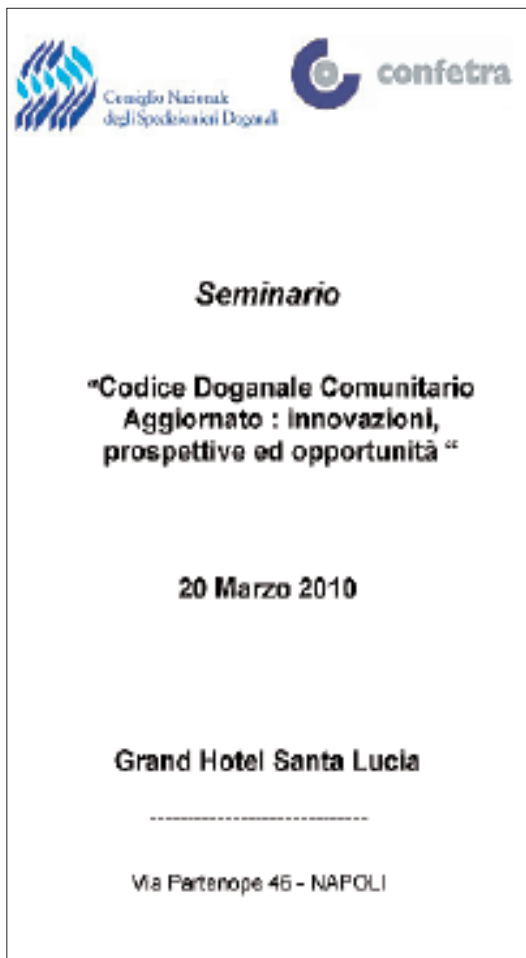 Consiglio Nazionale
degli Spedizionieri Doganali
confetra
Seminario
“Codice Doganale Comunitario
Aggiornato : innovazioni,
prospettive ed opportunità “
20 Marzo 2010
Grand Hotel Santa Lucia
-----------------------------
Via Partenope 46 - NAPOLI